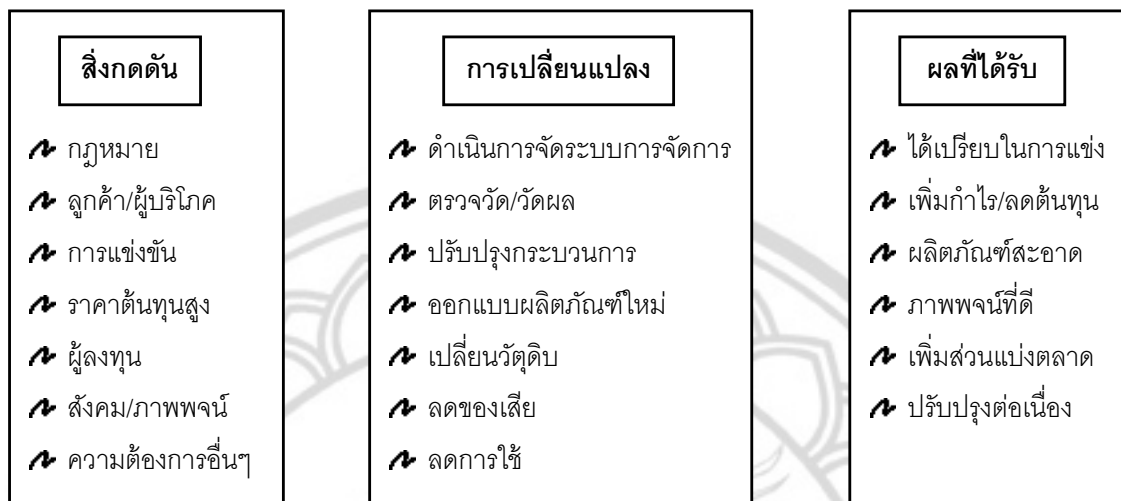 สิ่งกดดัน
กฎหมาย
ลูกค้า/ผู้บริโภค
การแข่งขัน
ราคาต้นทุนสูง
ผู้ลงทุน
สังคม/ภาพพจน์
ความต้องการอื่นๆ
การเปลี่ยนแปลง
ดำเนินการจัดระบบการจัดการ
ตรวจวัด/วัดผล
ปรับปรุงกระบวนการ
ออกแบบผลิตภัณฑ์ใหม่
เปลี่ยนวัตุดิบ
ลดของเสีย
ลดการใช้
ผลที่ได้รับ
ได้เปรียบในการแข่ง
เพิ่มกำไร/ลดต้นทุน
ผลิตภัณฑ์สะอาด
ภาพพจน์ที่ดี
เพิ่มส่วนแบ่งตลาด
ปรับปรุงต่อเนื่อง